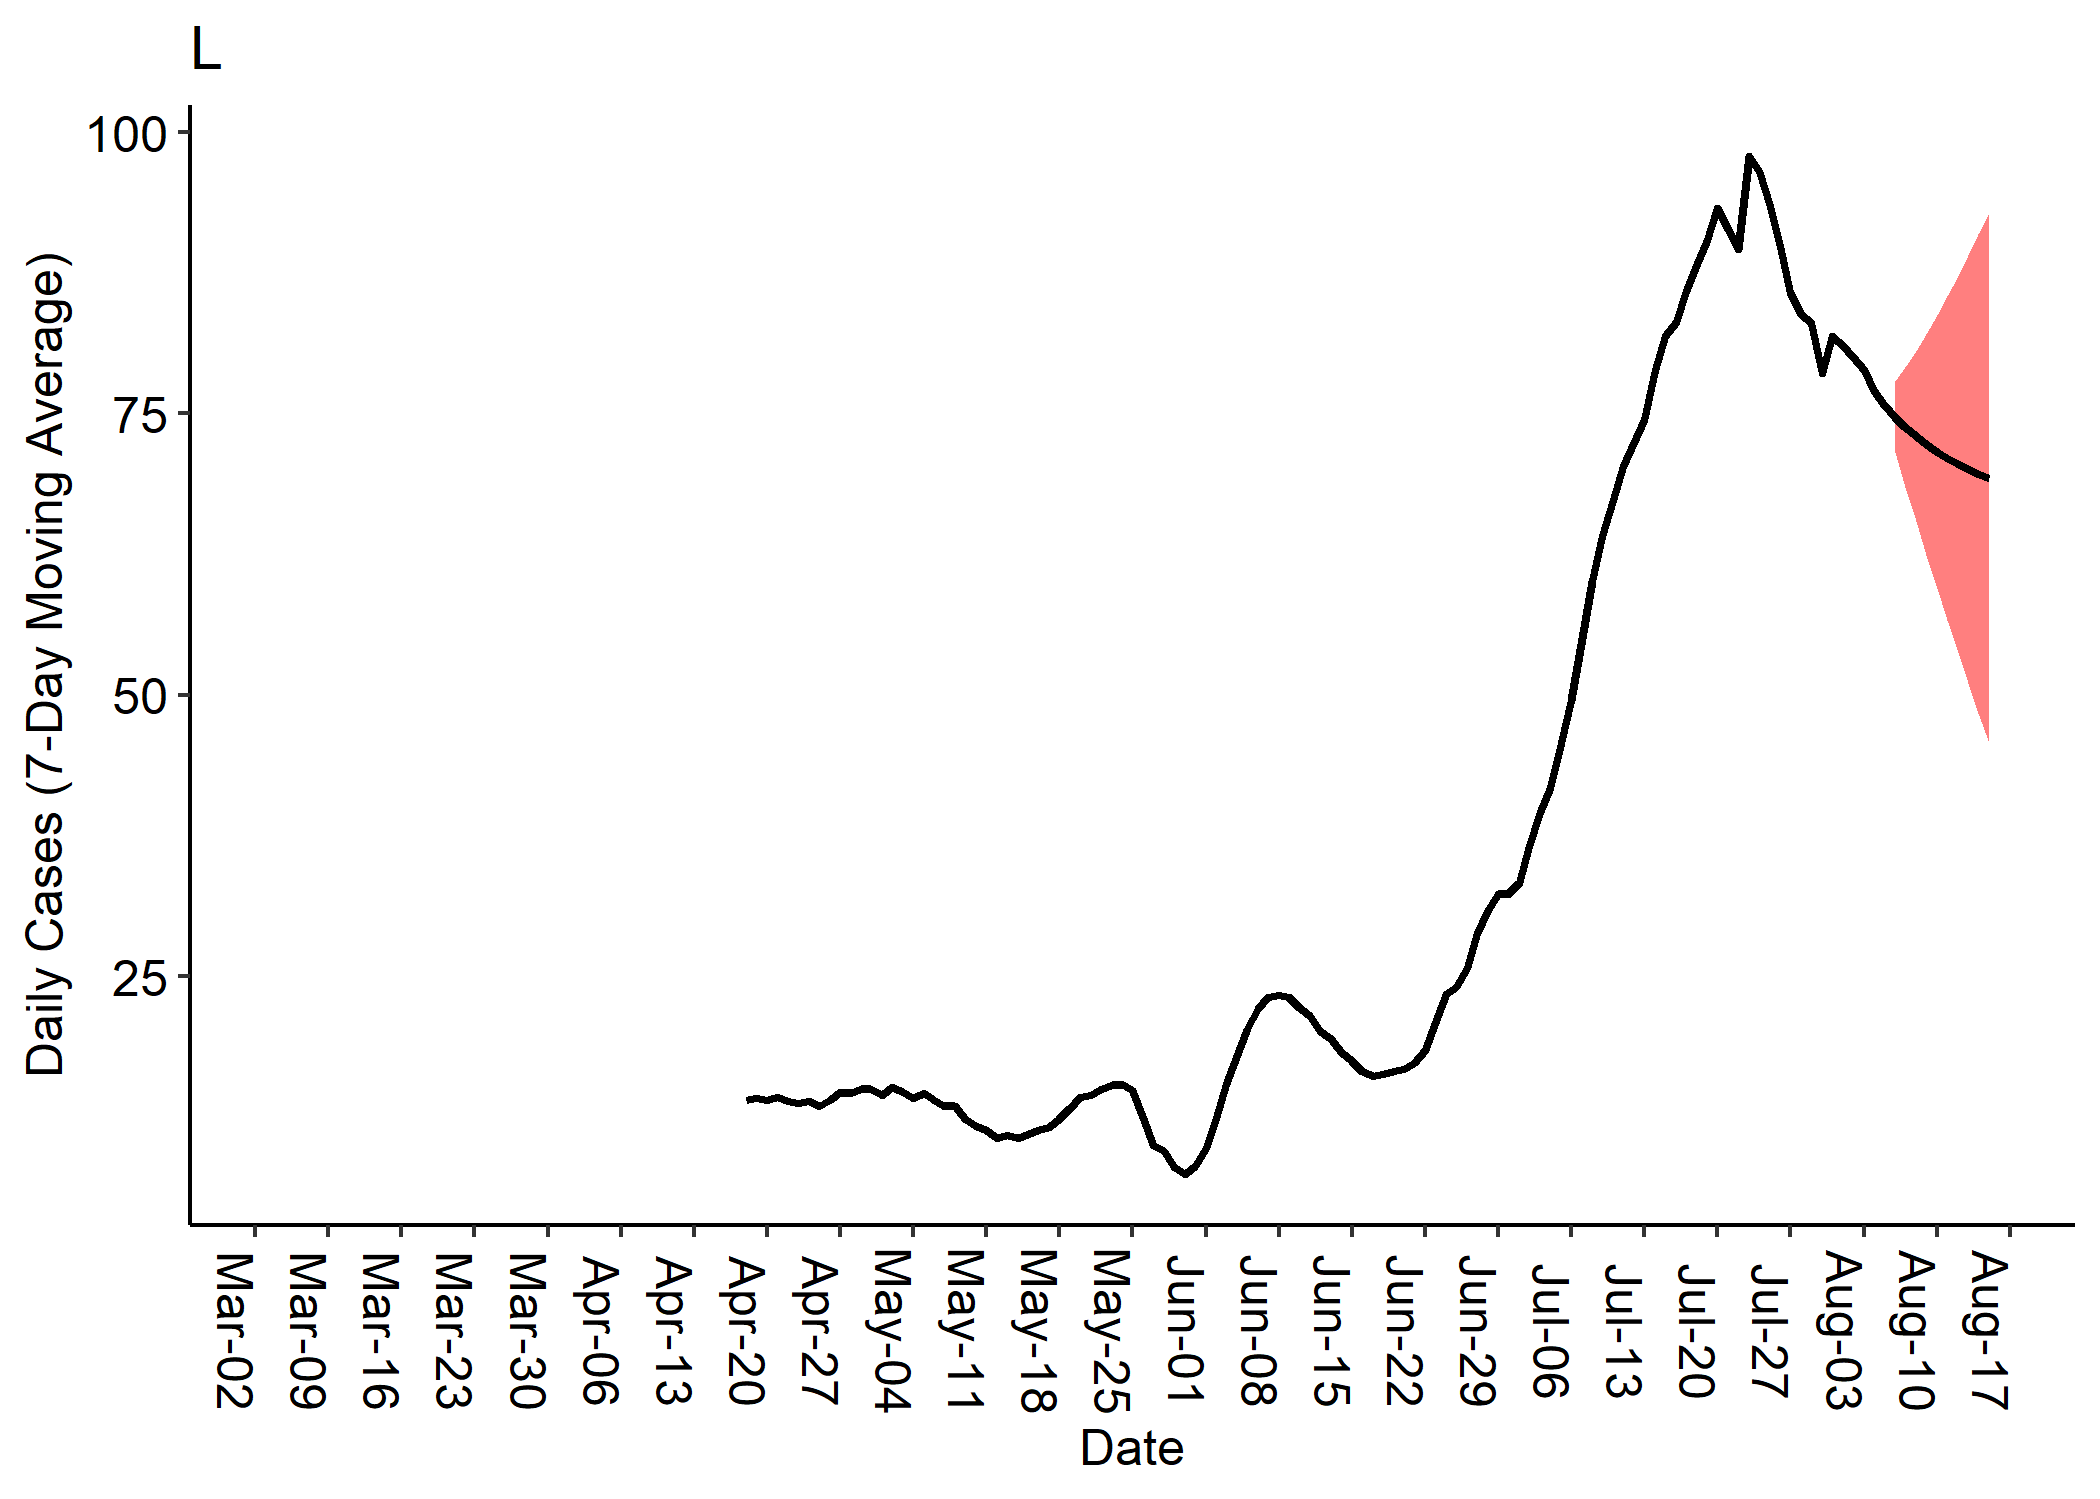 L
Daily Cases (7-Day Moving Average)
100
75
50
25
Mar-02
Mar-09
Mar-16
Mar-23
Mar-30
Apr-06
Apr-13
Apr-20
Apr-27
May-04
May-11
May-18
May-25
Jun-01
Jun-08
Jun-15
Jun-22
Jun-29
Jul-06
Jul-13
Jul-20
Jul-27
Aug-03
Aug-10
Aug-17
Date